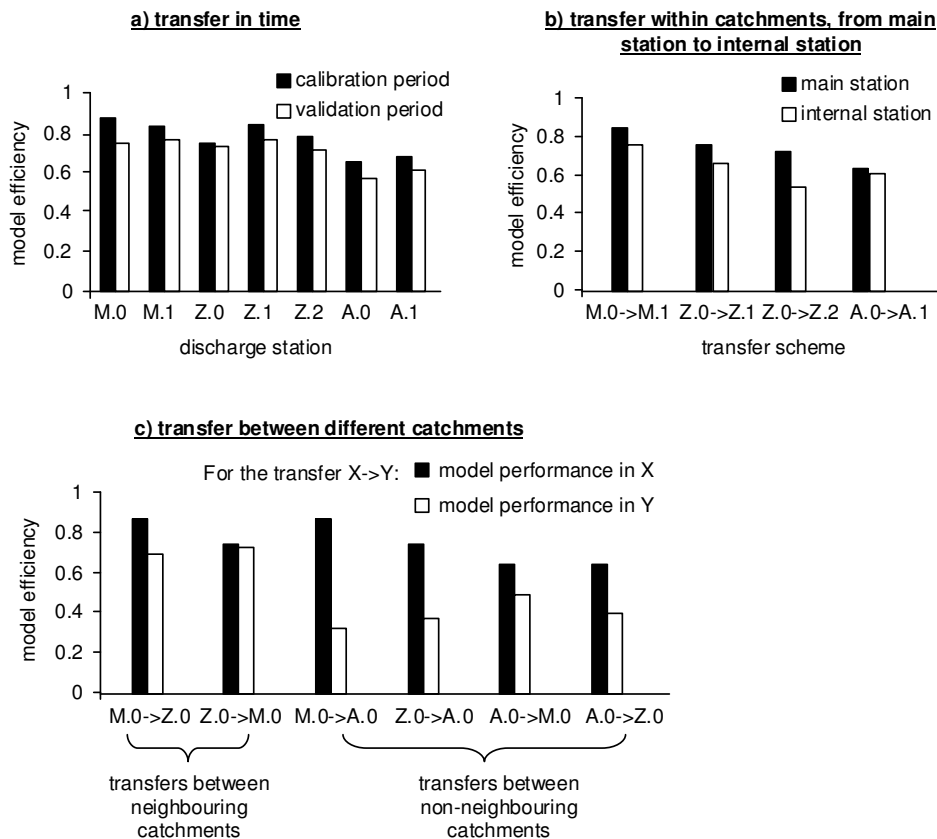 a) transfer in time
calibration period
validation period
1
0.8
0.6
0.4
0.2
0
model efficiency
M.0 M.1 Z.0 Z.1 Z.2 A.0 A.1
discharge station
b) transfer within catchments, from main
station to internal station
main station
internal station
1
0.8
0.6
0.4
0.2
0
model efficiency
M.0->M.1 Z.0->Z.1 Z.0->Z.2 A.0->A.1
transfer scheme
c) transfer between different catchments
For the transfer X->Y: model performance in X
model performance in Y
1
0.8
0.6
0.4
0.2
0
model efficiency
M.0->Z.0 Z.0->M.0 M.0->A.0 Z.0->A.0 A.0->M.0 A.0->Z.0
transfers between
neighbouring
catchments
transfers between
non-neighbouring
catchments